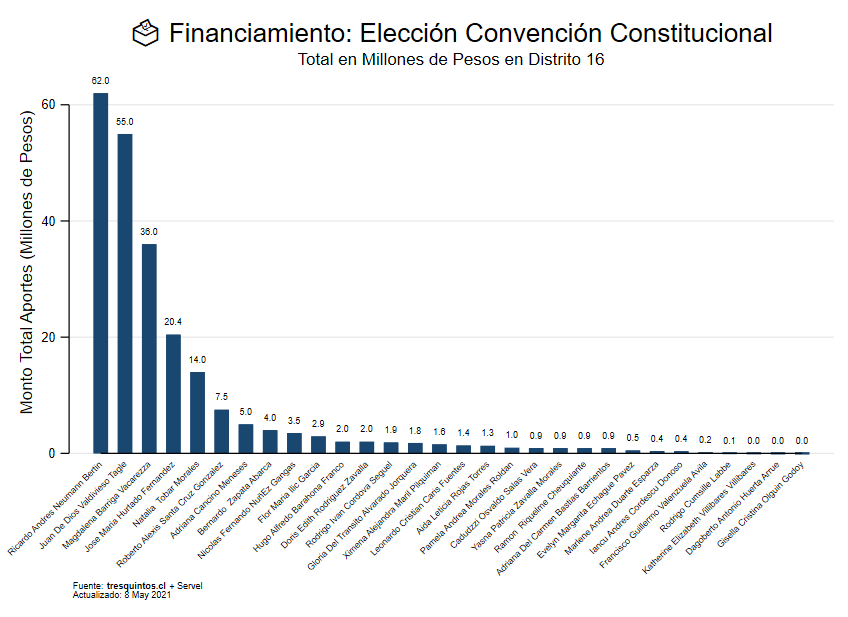 Financiamiento: Elección Convención Constitucional
Total en Millones de Pesos en Distrito 16
Monto Total Aportes (Millones de Pesos)
60
40
20
0
62.0
55.0
36.0
20.4
14.0
7.5
5.0
4.0
3.5
2.9
2.0
2.0
1.9
1.8
1.6
1.4
1.3
1.0
0.9
0.9
0.9
0.9
0.5
0.4
0.4
0.2
0.1
0.0
0.0
0.0
Ricardo Andres Neumann Bertin
Juan De Dios Valdivieso Tagle
Magdalena Barriga Vacarezza
Jose Maria Hurtado Fernandez
Natalia Tobar Morales
Roberto Alexis Santa Cruz Gonzalez
Adriana Cancino Meneses
Bernardo Zapata Abarca
Nicolas Fernando NuñEz Gangas
Flor Maria Ilic Garcia
Hugo Alfredo Barahona Franco
Doris Edith Rodriguez Zavalla
Rodrigo Ivan Cordova Seguel
Gloria Del Transito Alvarado Jorquera
Ximena Alejandra Maril Pilquiman
Leonardo Cristian Caris Fuentes
Aida Leticia Rojas Torres
Pamela Andrea Morales Roldan
Cadudzzi Osvaldo Salas Vera
Yasna Patricia Zavalla Morales
Ramon Riquelme Cheuquiante
Adriana Del Carmen Bastias Barrientos
Evelyn Margarita Echague Pavez
Marlene Andrea Duarte Esparza
Iancu Andres Cordescu Donoso
Francisco Guillermo Valenzuela Avila
Rodrigo Cumsille Labbe
Katherine Elizabeth Villibares Villibares
Dagoberto Antonio Huerta Arrue
Gisella Cristina Olguin Godoy
Fuente: tresquintos.cl + Servel
Actualizado: 8 May 2021